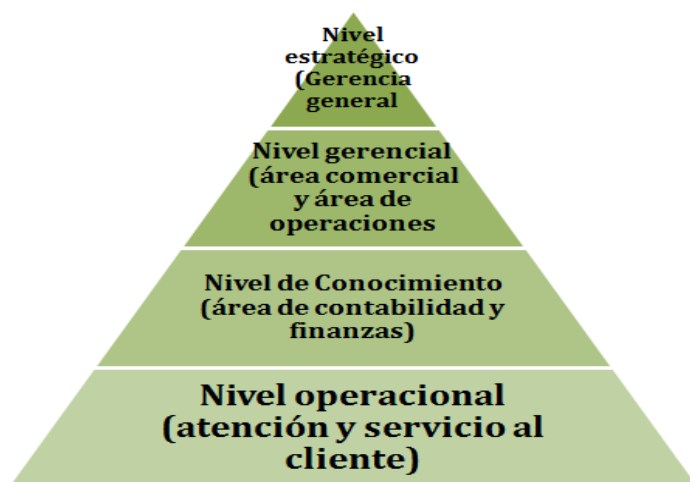 Nivel
estratégico
(Gerencia
general
Nivel gerencial
(área comercial
y área de
operaciones
Nivel de Conocimiento
(área de contabilidad y
finanzas)
Nivel operacional
(atención y servicio al
cliente)